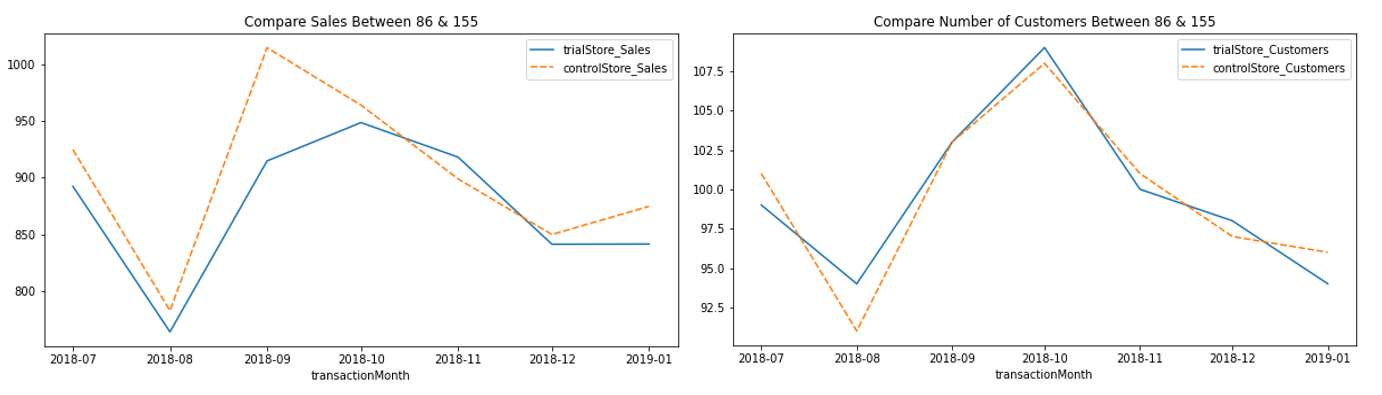 Compare Sales Between 86 & 155
trialStore_Sales
controlStore_Sales
1000
950
900
850
800
2018-07 2018-08 2018-09 2018-10 2018-11 2018-12 2019-01
transactionMonth
Compare Number of Customers Between 86 & 155
trialStore_Customers
controlStore_Customers
107.5
105.0
102.5
100.0
97.5
95.0
92.5
2018-07 2018-08 2018-09 2018-10 2018-11 2018-12 2019-01
transactionMonth